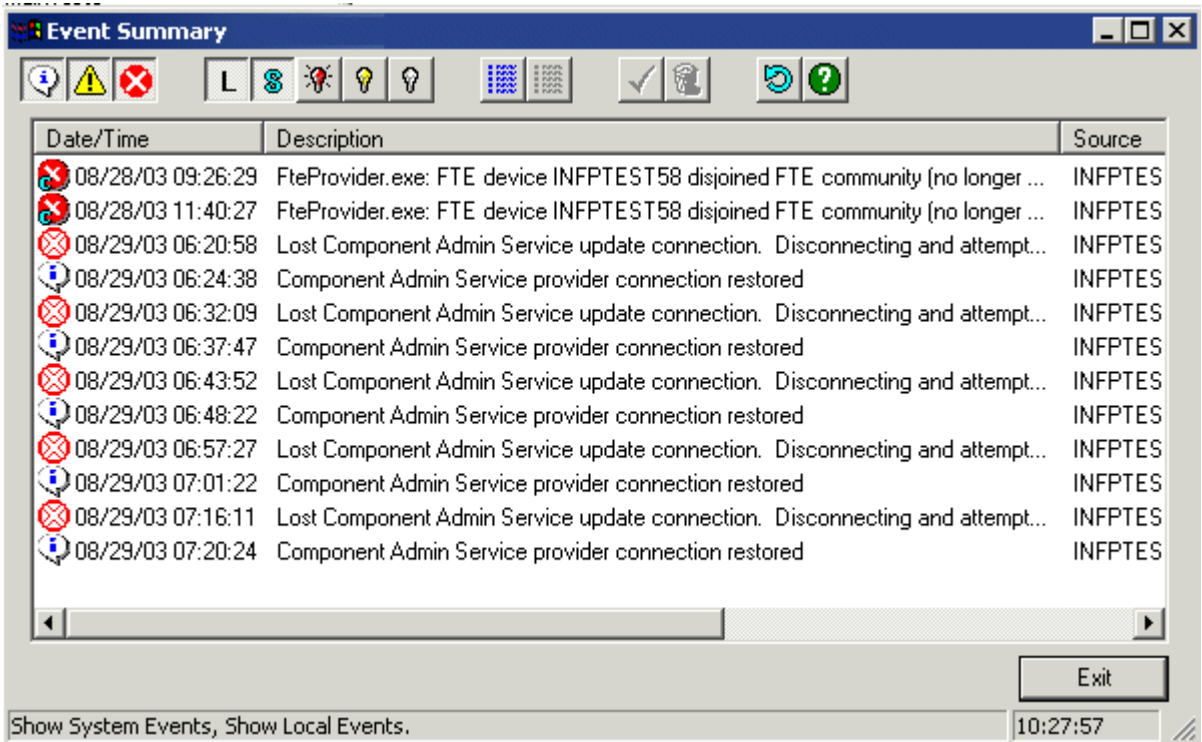 Event Summary
L S
Date/Time Description Source
08/28/03 09:26:29 FteProvider.exe: FTE device INFPTEST58 disjoined FTE community (no longer ... INFPTES
08/28/03 11:40:27 FteProvider.exe: FTE device INFPTEST58 disjoined FTE community (no longer ... INFPTES
08/29/03 06:20:58 Lost Component Admin Service update connection. Disconnecting and attempt... INFPTES
08/29/03 06:24:38 Component Admin Service provider connection restored INFPTES
08/29/03 06:32:09 Lost Component Admin Service update connection. Disconnecting and attempt... INFPTES
08/29/03 06:37:47 Component Admin Service provider connection restored INFPTES
08/29/03 06:43:52 Lost Component Admin Service update connection. Disconnecting and attempt... INFPTES
08/29/03 06:48:22 Component Admin Service provider connection restored INFPTES
08/29/03 06:57:27 Lost Component Admin Service update connection. Disconnecting and attempt... INFPTES
08/29/03 07:01:22 Component Admin Service provider connection restored INFPTES
08/29/03 07:16:11 Lost Component Admin Service update connection. Disconnecting and attempt... INFPTES
08/29/03 07:20:24 Component Admin Service provider connection restored INFPTES
Exit
Show System Events, Show Local Events. 10:27:57